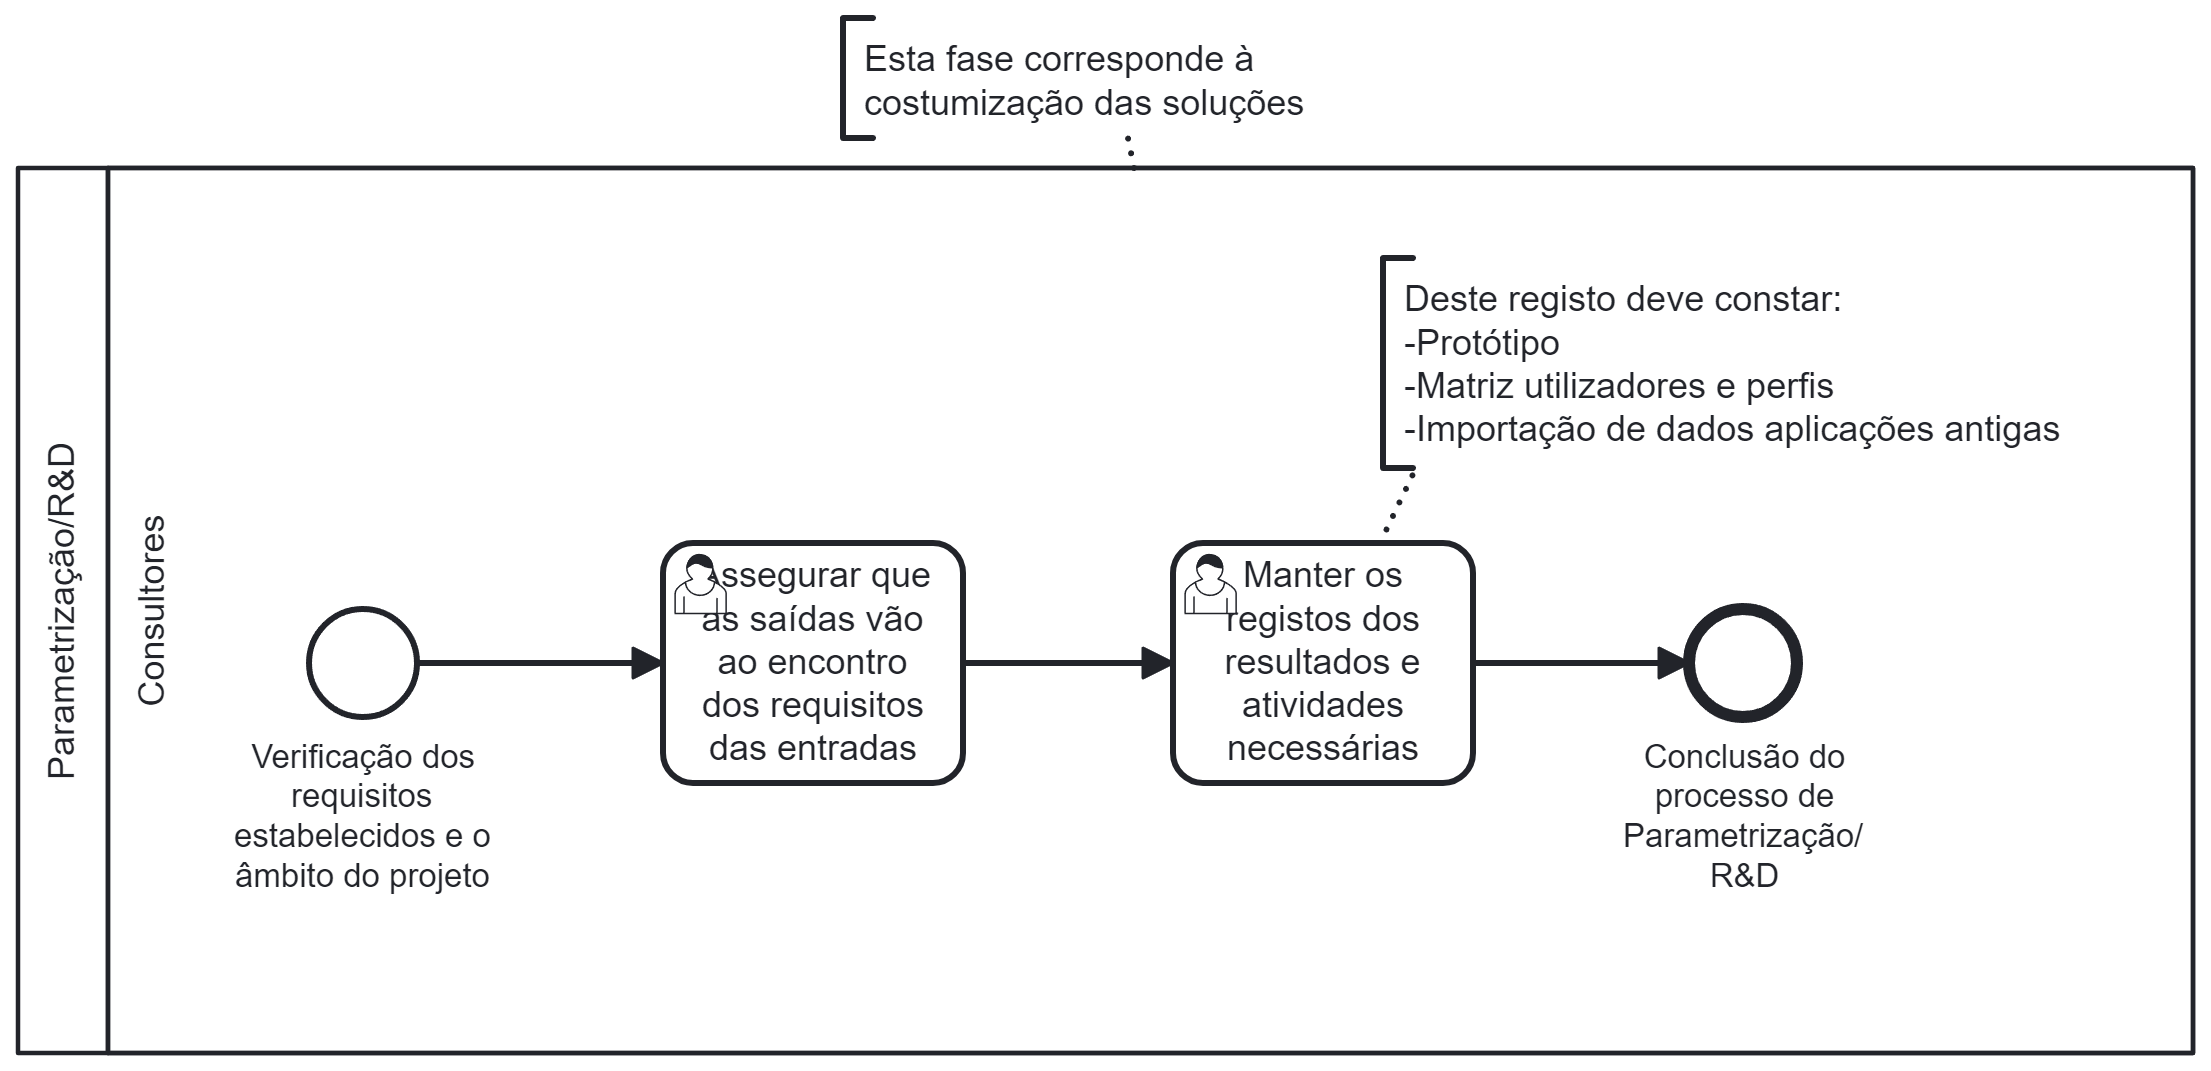 Esta fase corresponde à
costumização das soluções
Parametrização/R&D
Consultores
Deste registo deve constar:
-Protótipo
-Matriz utilizadores e perfis
-Importação de dados aplicações antigas
Assegurar que
as saídas vão
ao encontro
dos requisitos
das entradas
Manter os
registos dos
resultados e
atividades
necessárias
Verificação dos
requisitos
estabelecidos e o
âmbito do projeto
Conclusão do
processo de
Parametrização/
R&D